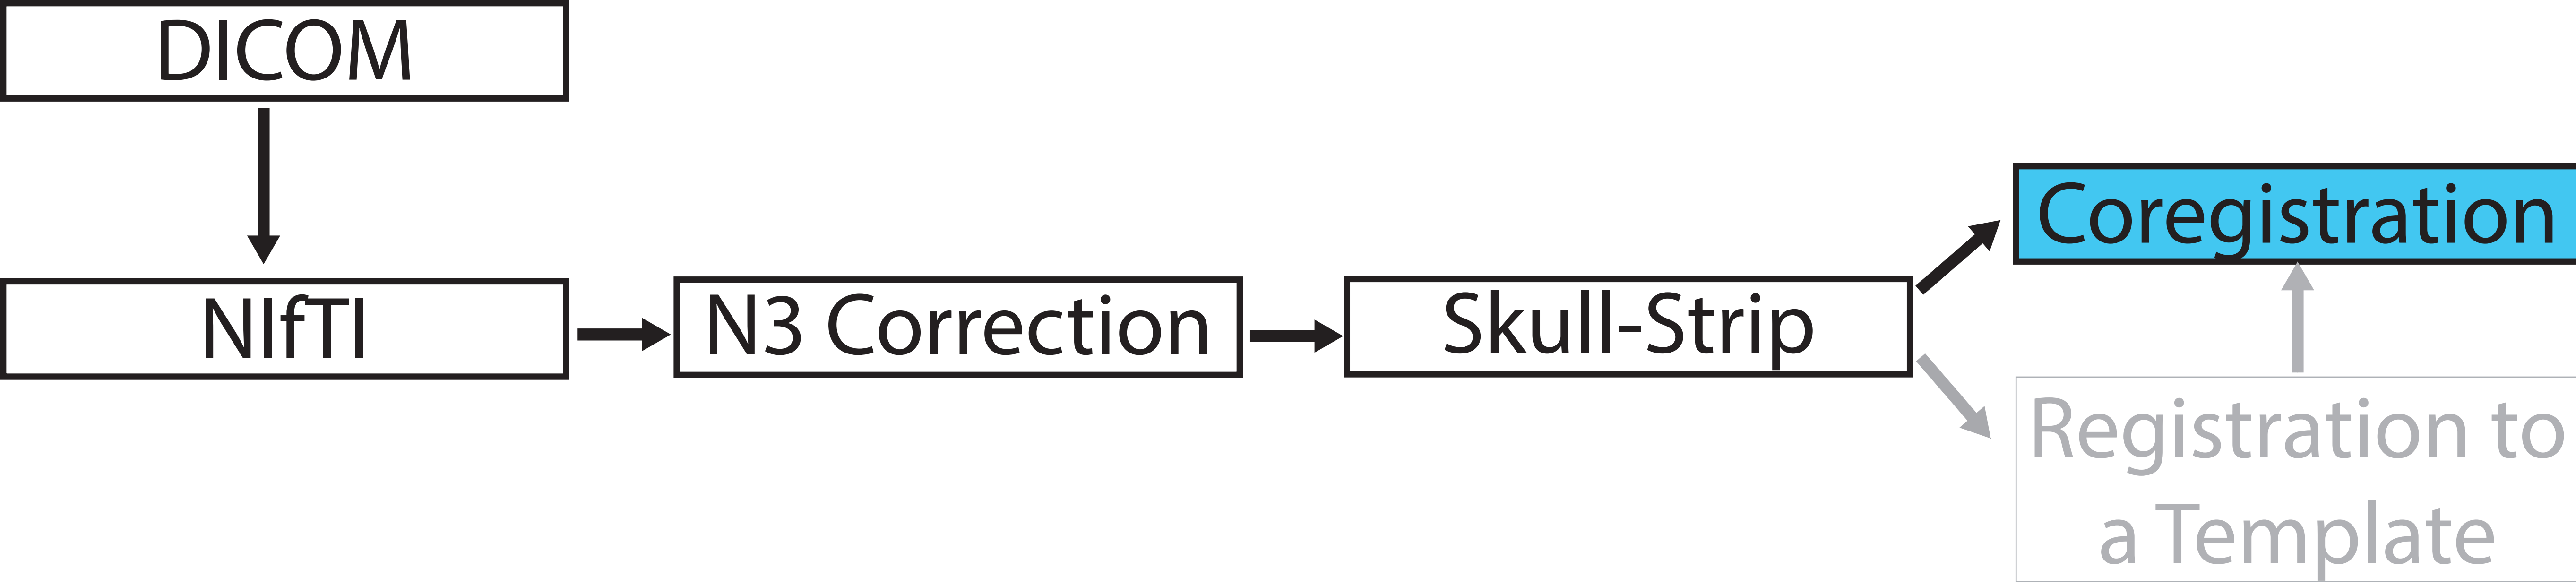 DICOM
NIfTI
N3 Correction
Skull-Strip
Coregistration
Registration to
a Template